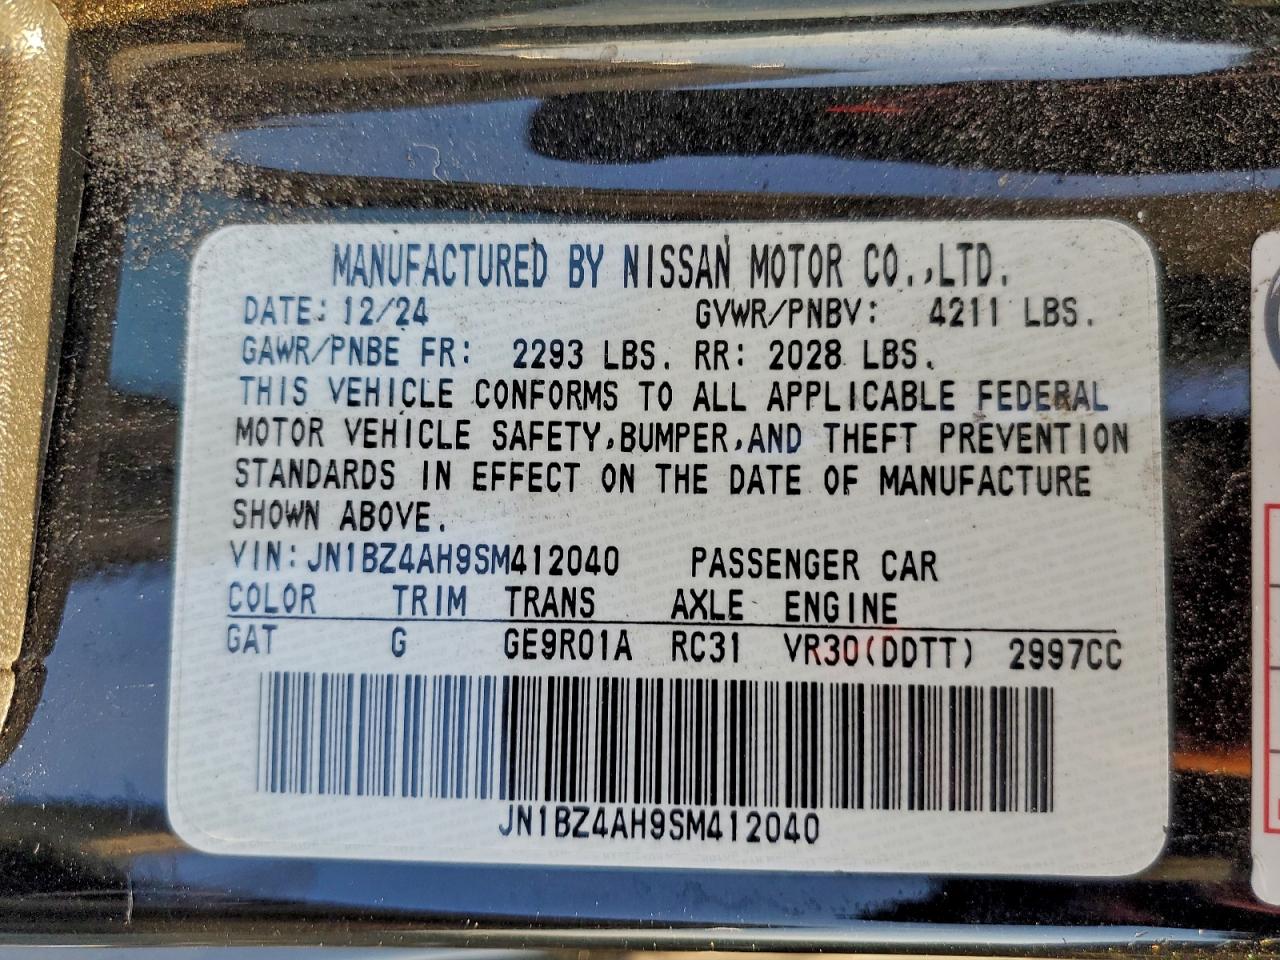 MANUFACTURED BY NISSAN MOTOR CO.,LTD.
DATE: 12/24 GVWR/PNBV: 4211 LBS.
GAWR/PNBE FR: 2293 LBS. RR: 2028 LBS.
THIS VEHICLE CONFORMS TO ALL APPLICABLE FEDERAL
MOTOR VEHICLE SAFETY,BUMPER,AND THEFT PREVENTION
STANDARDS IN EFFECT ON THE DATE OF MANUFACTURE
SHOWN ABOVE.
VIN: JN1BZ4AH9SM412040 PASSENGER CAR
COLOR TRIM TRANS AXLE ENGINE
GAT G GE9R01A RC31 VR30(DDTT) 2997CC
JN1BZ4AH9SM412040